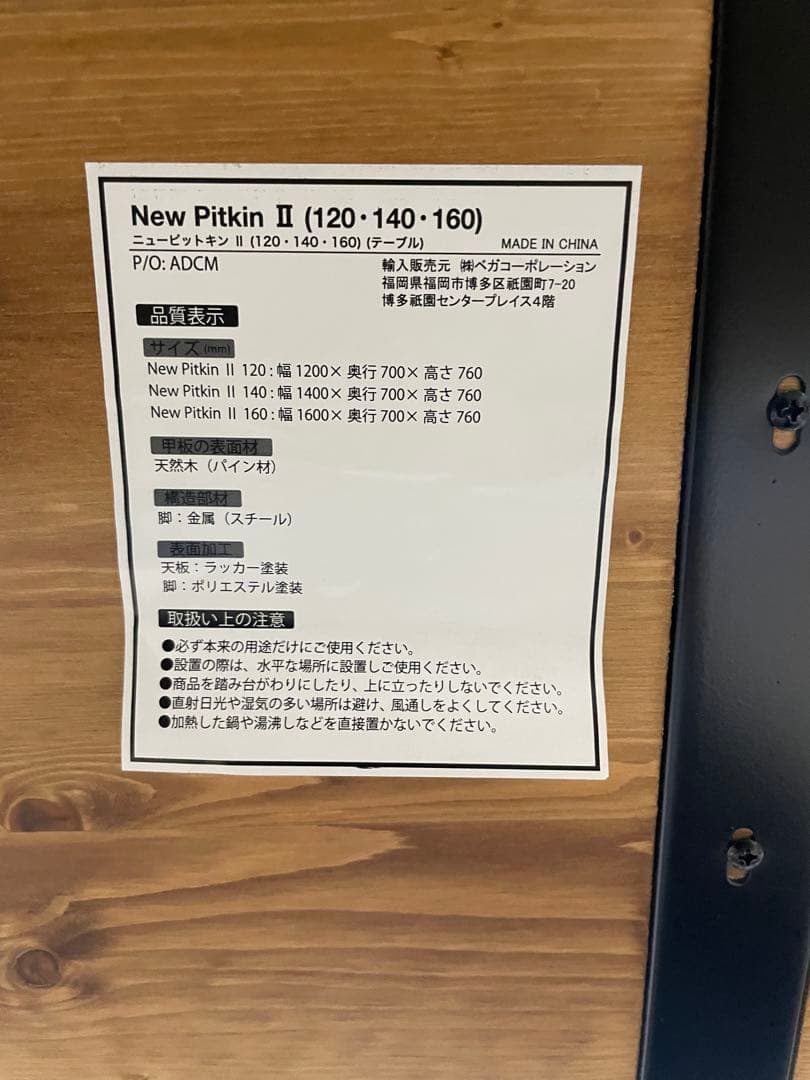 New Pitkin Ⅱ (120・140・160)
ニューピットキン Ⅱ (120・140・160) (テーブル)
MADE IN CHINA
P/O: ADCM
輸入販売元 ㈱ベガコーポレーション
福岡県福岡市博多区祇園町7-20
博多祇園センタープレイス4階
品質表示
サイズ(mm)
New Pitkin Ⅱ 120 : 幅 1200× 奥行 700× 高さ 760
New Pitkin Ⅱ 140 : 幅 1400× 奥行 700× 高さ 760
New Pitkin Ⅱ 160 : 幅 1600× 奥行 700× 高さ 760
甲板の表面材
天然木（パイン材）
構造部材
脚：金属（スチール）
表面加工
天板：ラッカー塗装
脚：ポリエステル塗装
取扱い上の注意
●必ず本来の用途だけにご使用ください。
●設置の際は、水平な場所に設置しご使用ください。
●商品を踏み台がわりにしたり、上に立ったりしないでください。
●直射日光や湿気の多い場所は避け、風通しをよくしてください。
●加熱した鍋や湯沸しなどを直接置かないでください。